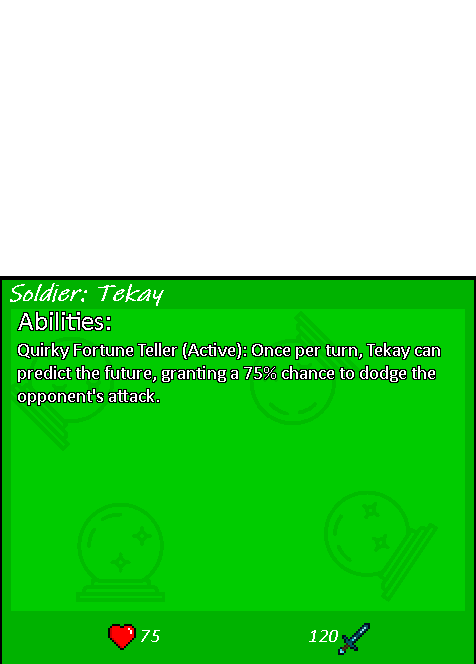 Soldier: Tekay
Abilities:
Quirky Fortune Teller (Active): Once per turn, Tekay can
predict the future, granting a 75% chance to dodge the
opponent's attack.
75
120